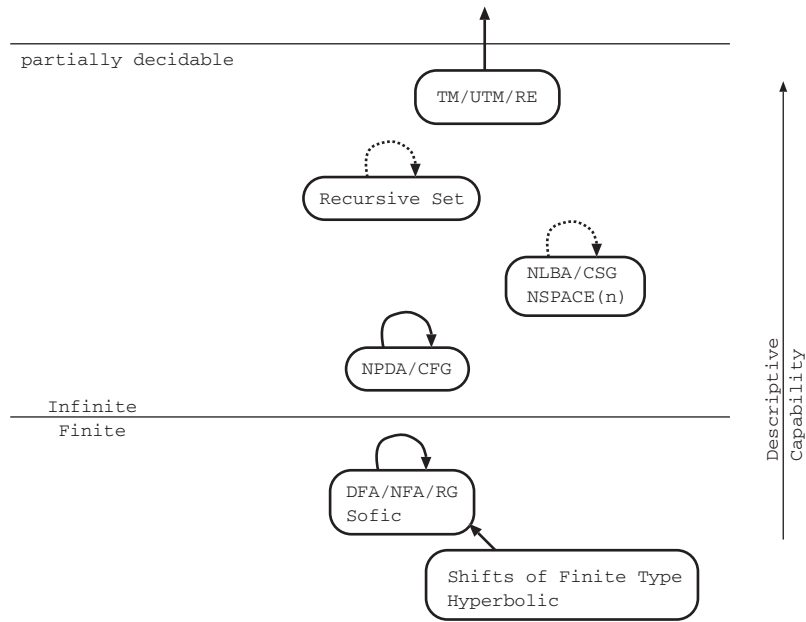 partially decidable
TM/UTM/RE
Recursive Set
NLBA/CSG
NSPACE(n)
NPDA/CFG
Infinite
Finite
DFA/NFA/RG
Sofic
Shifts of Finite Type
Hyperbolic
Descriptive
Capability